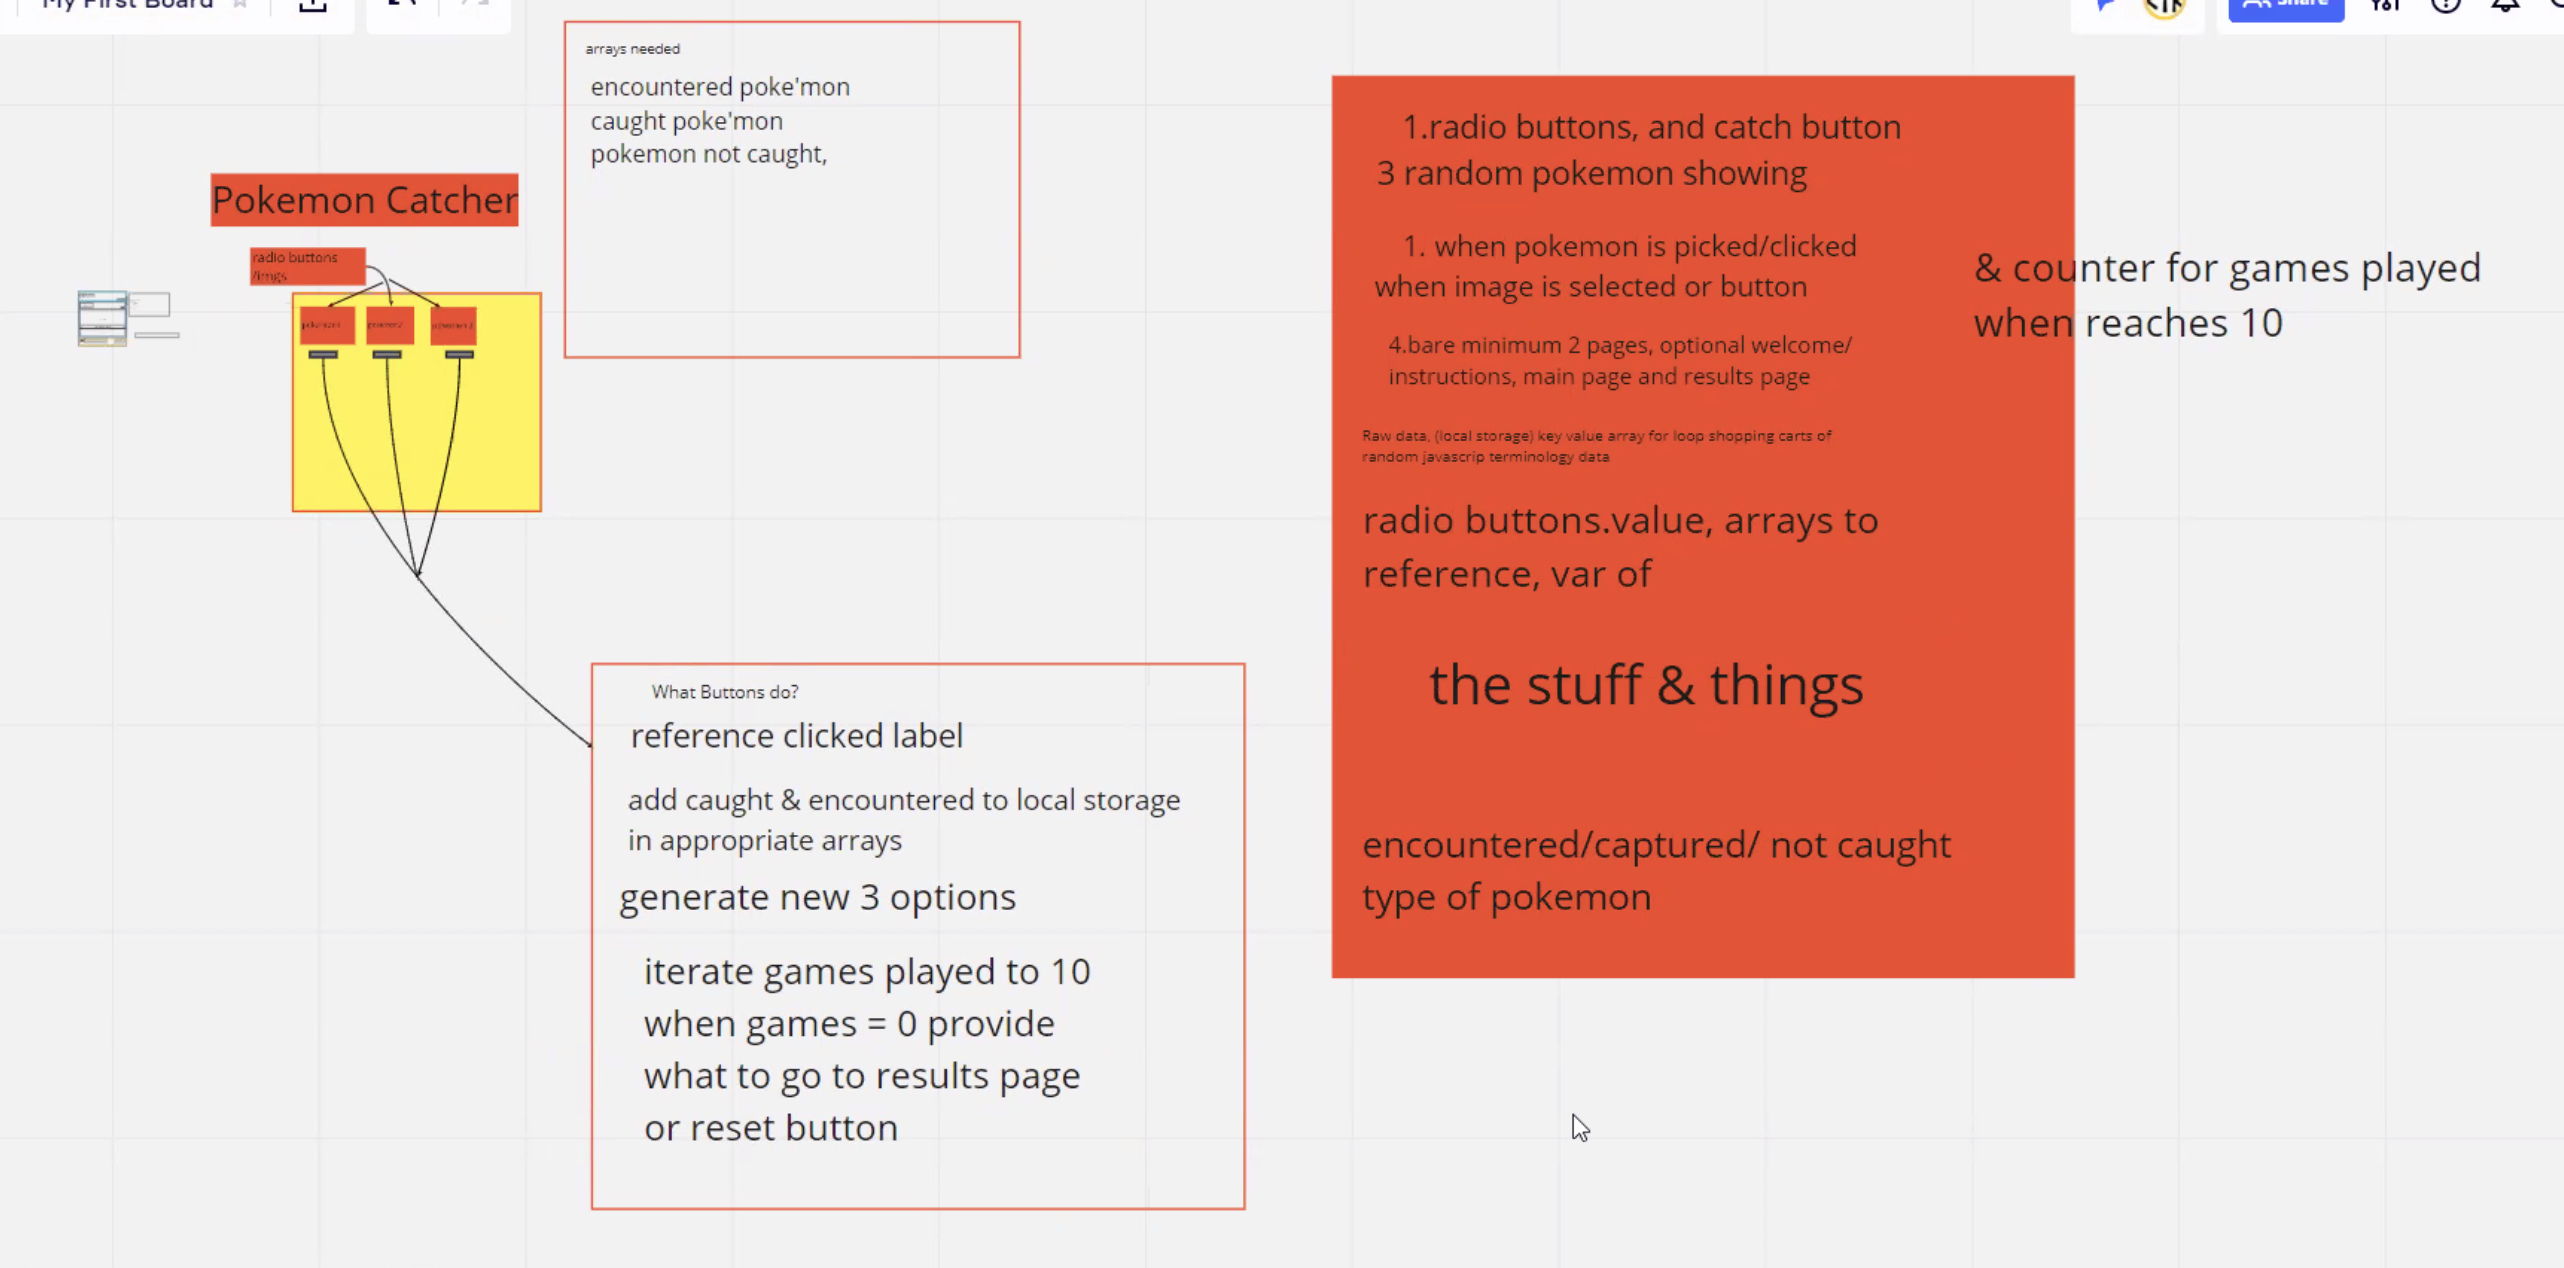 My First Board
Share
arrays needed
encountered poke'mon
caught poke'mon
pokemon not caught,
Pokemon Catcher
radio buttons
/imgs
What Buttons do?
reference clicked label
add caught & encountered to local storage
in appropriate arrays
generate new 3 options
iterate games played to 10
when games = 0 provide
what to go to results page
or reset button
1.radio buttons, and catch button
3 random pokemon showing
1. when pokemon is picked/clicked
when image is selected or button
4.bare minimum 2 pages, optional welcome/
instructions, main page and results page
Raw data, (local storage) key value array for loop shopping carts of
random javascrip terminology data
radio buttons.value, arrays to
reference, var of
the stuff & things
encountered/captured/ not caught
type of pokemon
& counter for games played
when reaches 10